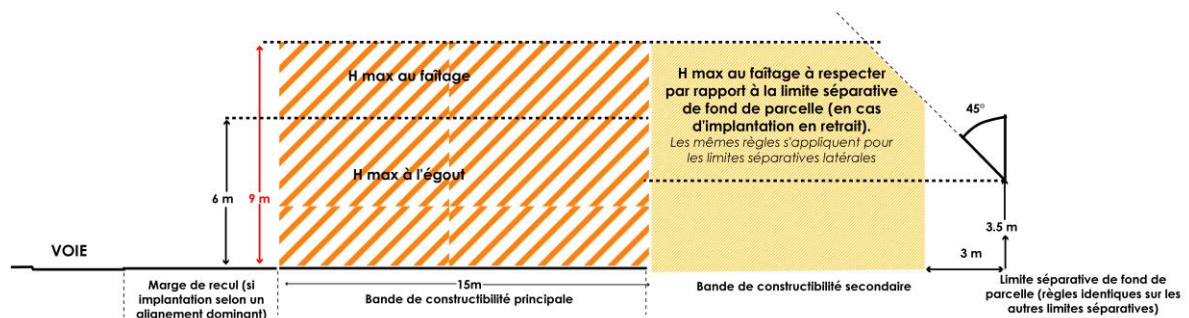 H max au faîtage
H max à l'égout
6 m
9 m
H max au faîtage à respecter
par rapport à la limite séparative
de fond de parcelle (en cas
d'implantation en retrait).
Les mêmes règles s'appliquent pour
les limites séparatives latérales
45°
3.5 m
3 m
VOIE
15m
Marge de recul (si
implantation selon un
alignement dominant)
Bande de constructibilité principale
Bande de constructibilité secondaire
Limite séparative de fond de
parcelle (règles identiques sur les
autres limites séparatives)